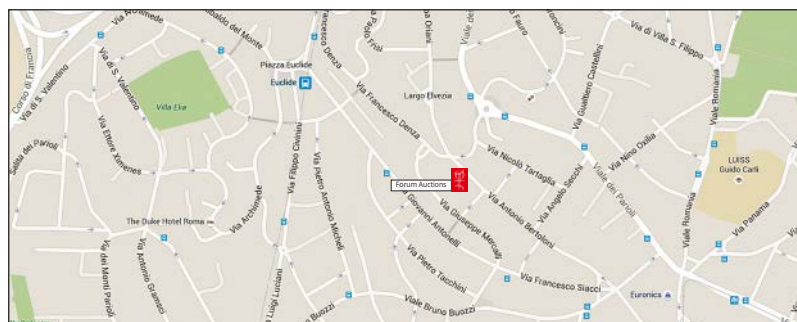 Via Archimede
Garibaldo del Monte
Francesco Denza
Paolo Frisi
Oriani
Viale dei
Fauro
Via di Villa S. Filippo
Corso di Francia
Via di S. Valentino
Via di S. Valentino
Piazza Euclide
Euclide
Villa Elia
Largo Elvezia
Via Gualtiero Castellini
Viale Romania
Via Francesco Denza
Via Ettore Ximenes
Salita dei Parioli
Via Filippo Civinini
Via Pietro Antonio Micheli
Via Nicolò Tartaglia
Via Nino Oxilia
LUISS
Guido Carli
Forum Auctions
Viale dei Parioli
Via Angelo Secchi
The Duke Hotel Roma
Via Archimede
Via Giovanni Antonelli
Via Giuseppe Mercalli
Via Antonio Bertoloni
Viale Romania
Via Panama
Via dei Monti Parioli
Via Antonio Gramsci
Luigi Luciani
Via Pietro Tacchini
Via Francesco Siacci
Buozzi
Viale Bruno Buozzi
Euronics